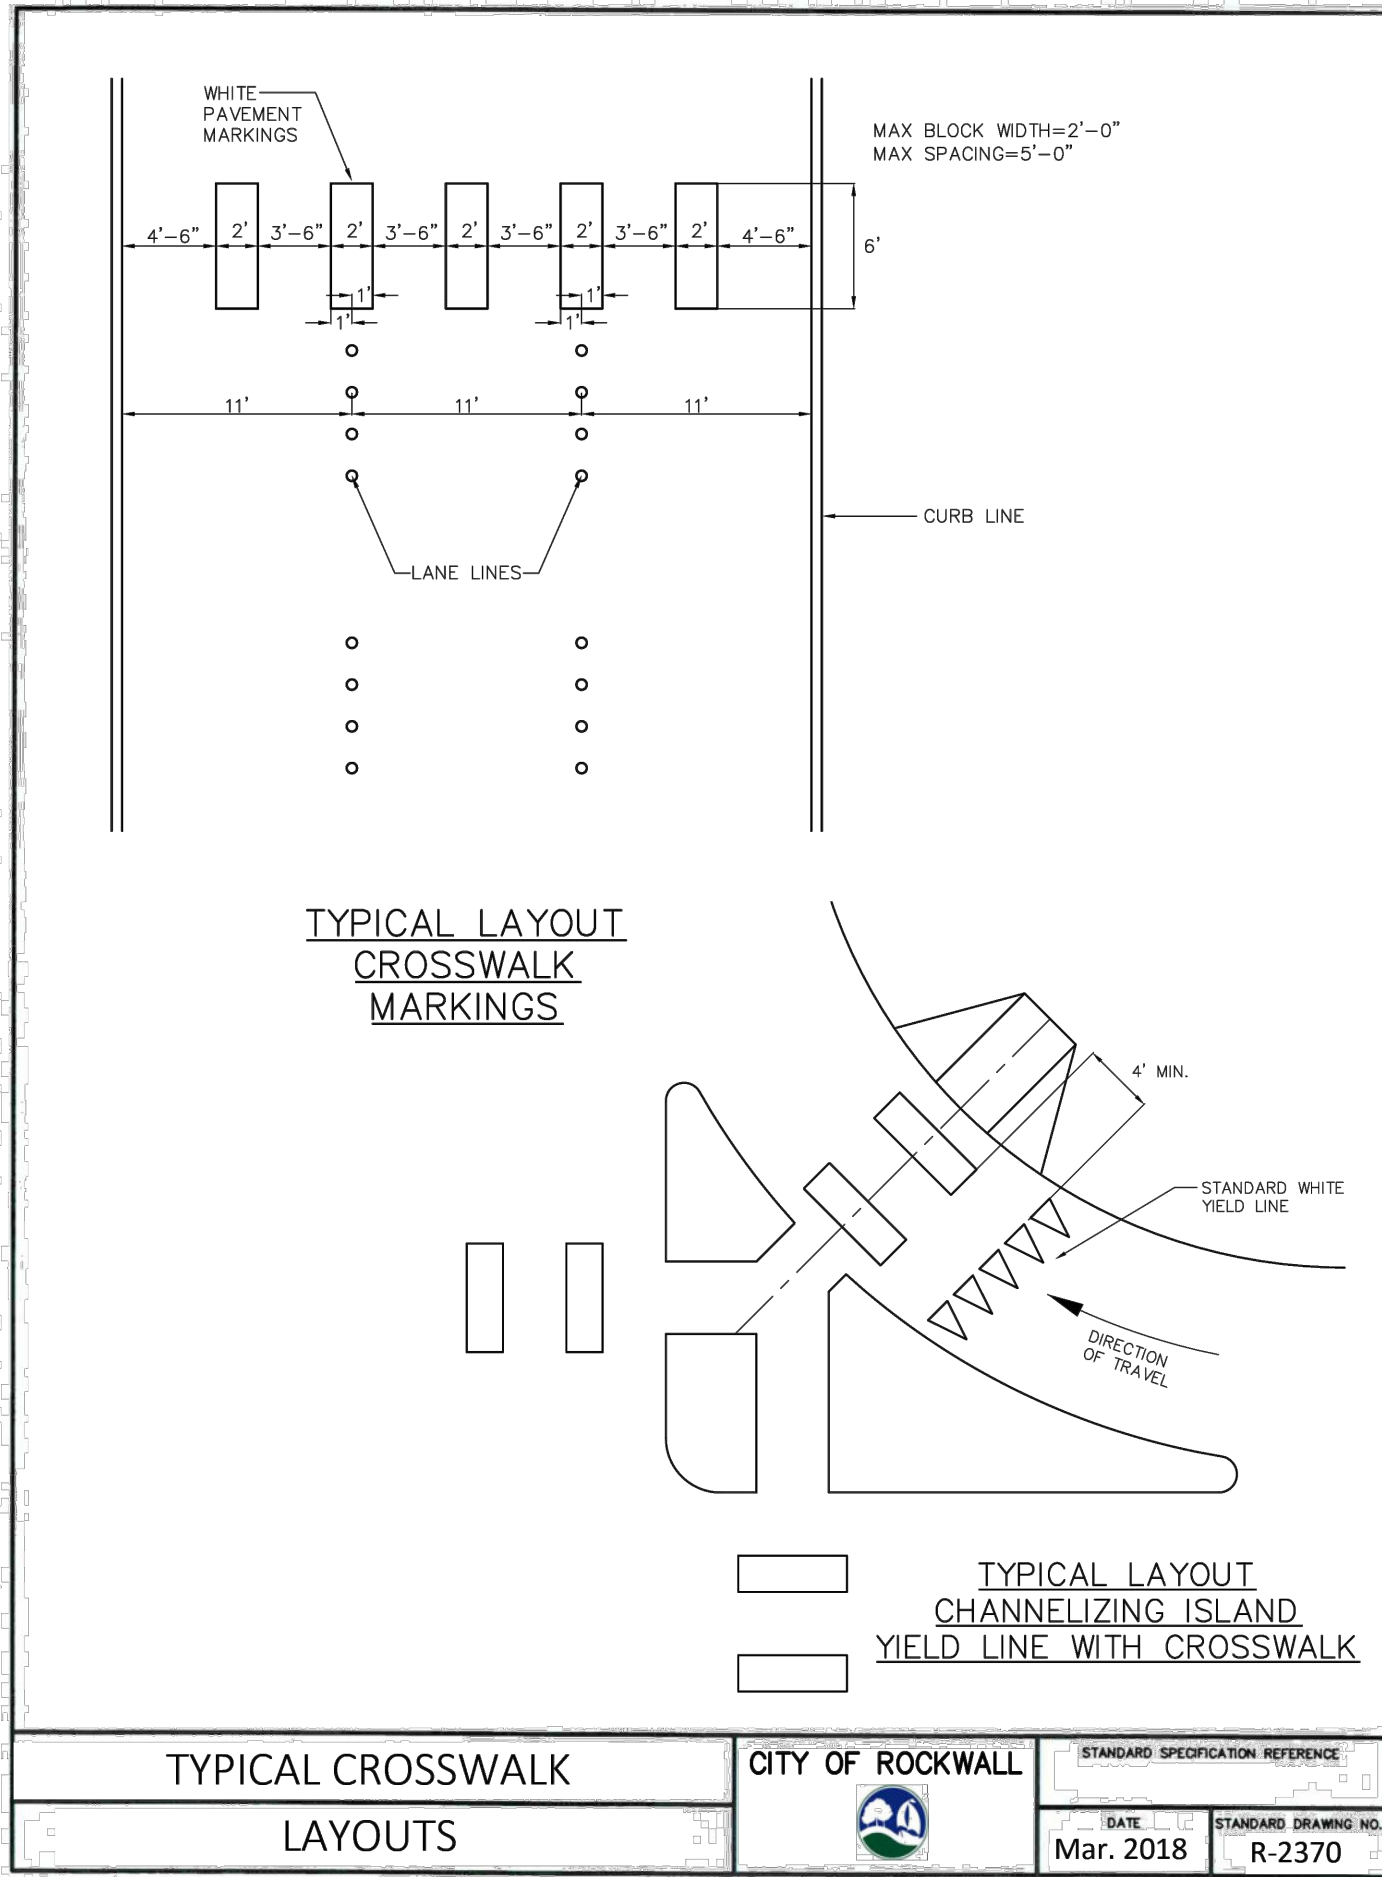 WHITE
PAVEMENT
MARKINGS
MAX BLOCK WIDTH=2'-0"
MAX SPACING=5'-0"
4'-6" 2' 3'-6" 2' 3'-6" 2' 3'-6" 2' 3'-6" 2' 4'-6"
6'
1' 1'
1' 1'
11' 11' 11'
CURB LINE
LANE LINES
TYPICAL LAYOUT
CROSSWALK
MARKINGS
4' MIN.
STANDARD WHITE
YIELD LINE
DIRECTION
OF TRAVEL
TYPICAL LAYOUT
CHANNELIZING ISLAND
YIELD LINE WITH CROSSWALK
TYPICAL CROSSWALK
LAYOUTS
CITY OF ROCKWALL
STANDARD SPECIFICATION REFERENCE
DATE
Mar. 2018
STANDARD DRAWING NO.
R-2370